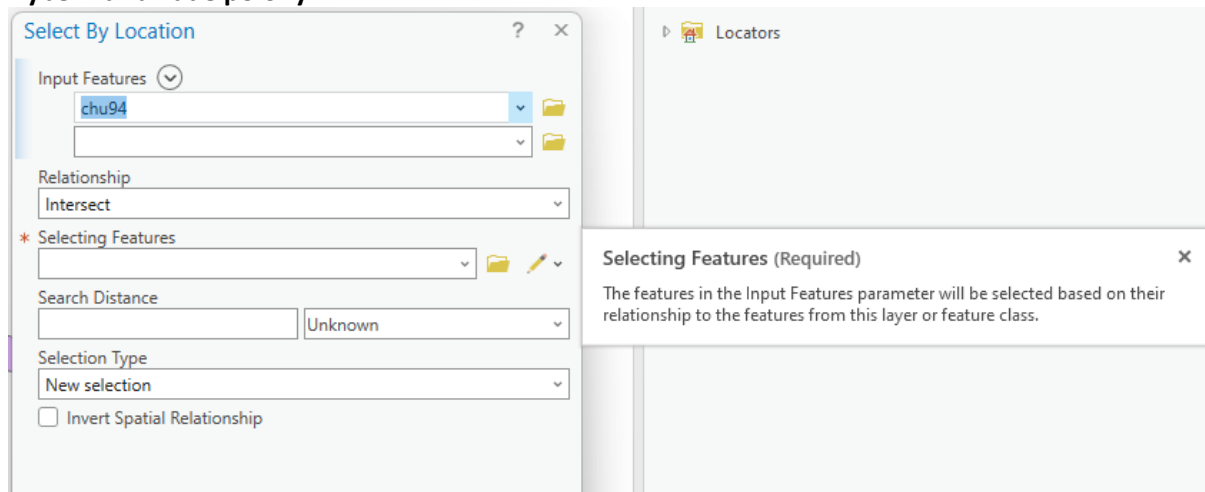 Select By Location ? ×
Locators
Input Features
chu94
Relationship
Intersect
* Selecting Features
Selecting Features (Required) ×
The features in the Input Features parameter will be selected based on their
relationship to the features from this layer or feature class.
Search Distance
Unknown
Selection Type
New selection
Invert Spatial Relationship